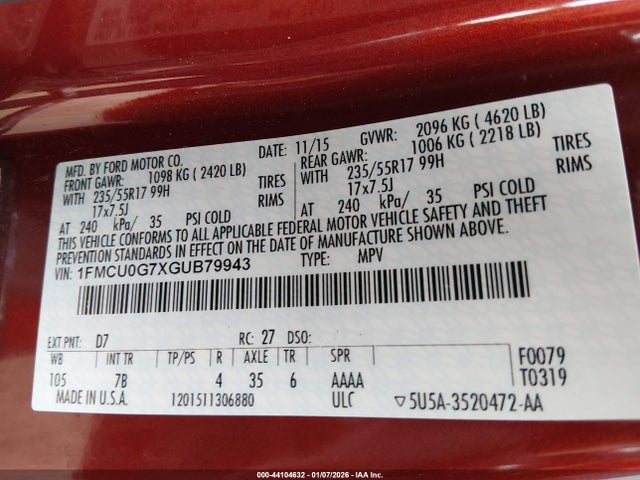 MFD. BY FORD MOTOR CO.
DATE: 11/15 GVWR: 2096 KG ( 4620 LB)
FRONT GAWR: 1098 KG ( 2420 LB) REAR GAWR: 1006 KG ( 2218 LB)
WITH 235/55R17 99H TIRES WITH 235/55R17 99H TIRES
17x7.5J RIMS 17x7.5J RIMS
AT 240 kPa/ 35 PSI COLD AT 240 kPa/ 35 PSI COLD
THIS VEHICLE CONFORMS TO ALL APPLICABLE FEDERAL MOTOR VEHICLE SAFETY AND THEFT
PREVENTION STANDARDS IN EFFECT ON THE DATE OF MANUFACTURE SHOWN ABOVE.
VIN: 1FMCU0G7XGUB79943 TYPE: MPV
EXT PNT: D7 RC: 27 DSO:
WB INT TR TP/PS R AXLE TR SPR F0079
105 7B 4 35 6 AAAA T0319
MADE IN U.S.A. 1201511306880 ULC ▽5U5A-3520472-AA
000-44104632 - 01/07/2026 - IAA Inc.